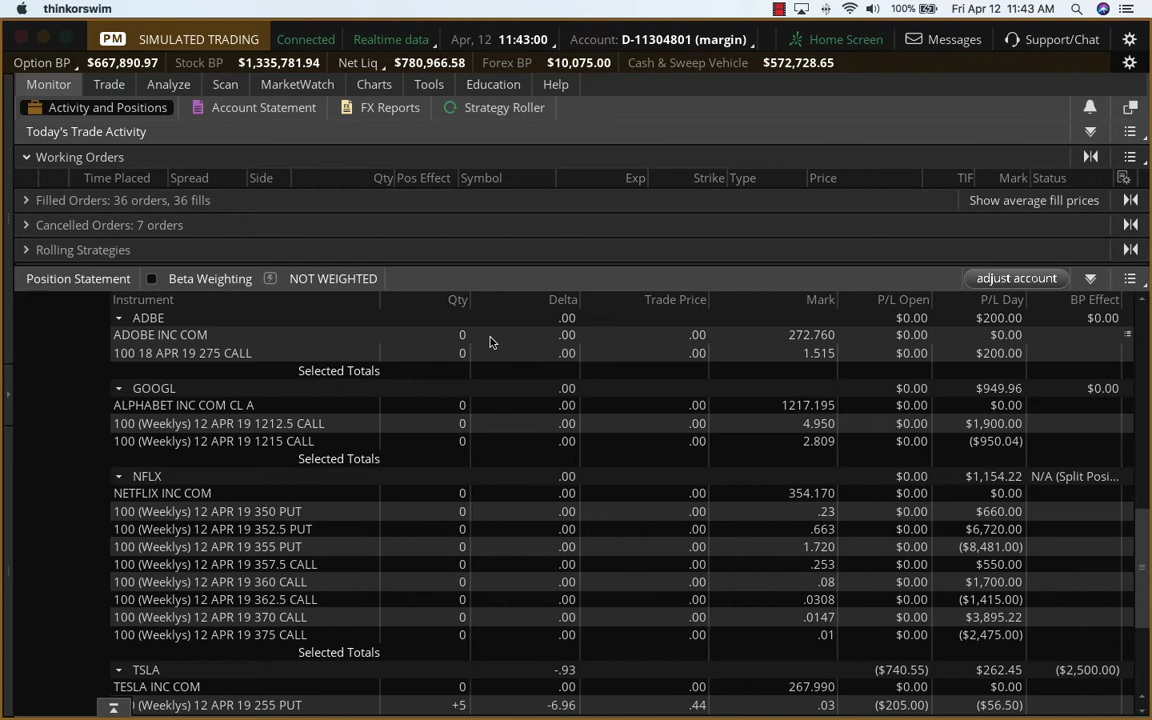 thinkorswim 100% Fri Apr 12 11:43 AM
PM SIMULATED TRADING Connected Realtime data Apr, 12 11:43:00 Account: D-11304801 (margin) Home Screen Messages Support/Chat
Option BP $667,890.97 Stock BP $1,335,781.94 Net Liq $780,966.58 Forex BP $10,075.00 Cash & Sweep Vehicle $572,728.65
Monitor Trade Analyze Scan MarketWatch Charts Tools Education Help
Activity and Positions Account Statement FX Reports Strategy Roller
Today's Trade Activity
Working Orders
Time Placed Spread Side Qty Pos Effect Symbol Exp Strike Type Price TIF Mark Status
Filled Orders: 36 orders, 36 fills Show average fill prices
Cancelled Orders: 7 orders
Rolling Strategies
Position Statement Beta Weighting NOT WEIGHTED adjust account
Instrument Qty Delta Trade Price Mark P/L Open P/L Day BP Effect
ADBE .00 $0.00 $200.00 $0.00
ADOBE INC COM 0 .00 .00 272.760 $0.00 $0.00
100 18 APR 19 275 CALL 0 .00 .00 1.515 $0.00 $200.00
Selected Totals
GOOGL .00 $0.00 $949.96 $0.00
ALPHABET INC COM CL A 0 .00 .00 1217.195 $0.00 $0.00
100 (Weeklys) 12 APR 19 1212.5 CALL 0 .00 .00 4.950 $0.00 $1,900.00
100 (Weeklys) 12 APR 19 1215 CALL 0 .00 .00 2.809 $0.00 ($950.04)
Selected Totals
NFLX .00 $0.00 $1,154.22 N/A (Split Posi...
NETFLIX INC COM 0 .00 .00 354.170 $0.00 $0.00
100 (Weeklys) 12 APR 19 350 PUT 0 .00 .00 .23 $0.00 $660.00
100 (Weeklys) 12 APR 19 352.5 PUT 0 .00 .00 .663 $0.00 $6,720.00
100 (Weeklys) 12 APR 19 355 PUT 0 .00 .00 1.720 $0.00 ($8,481.00)
100 (Weeklys) 12 APR 19 357.5 CALL 0 .00 .00 .253 $0.00 $550.00
100 (Weeklys) 12 APR 19 360 CALL 0 .00 .00 .08 $0.00 $1,700.00
100 (Weeklys) 12 APR 19 362.5 CALL 0 .00 .00 .0308 $0.00 ($1,415.00)
100 (Weeklys) 12 APR 19 370 CALL 0 .00 .00 .0147 $0.00 $3,895.22
100 (Weeklys) 12 APR 19 375 CALL 0 .00 .00 .01 $0.00 ($2,475.00)
Selected Totals
TSLA -.93 ($740.55) $262.45 ($2,500.00)
TESLA INC COM 0 .00 .00 267.990 $0.00 $0.00
(Weeklys) 12 APR 19 255 PUT +5 -6.96 .44 .03 ($205.00) ($56.50)